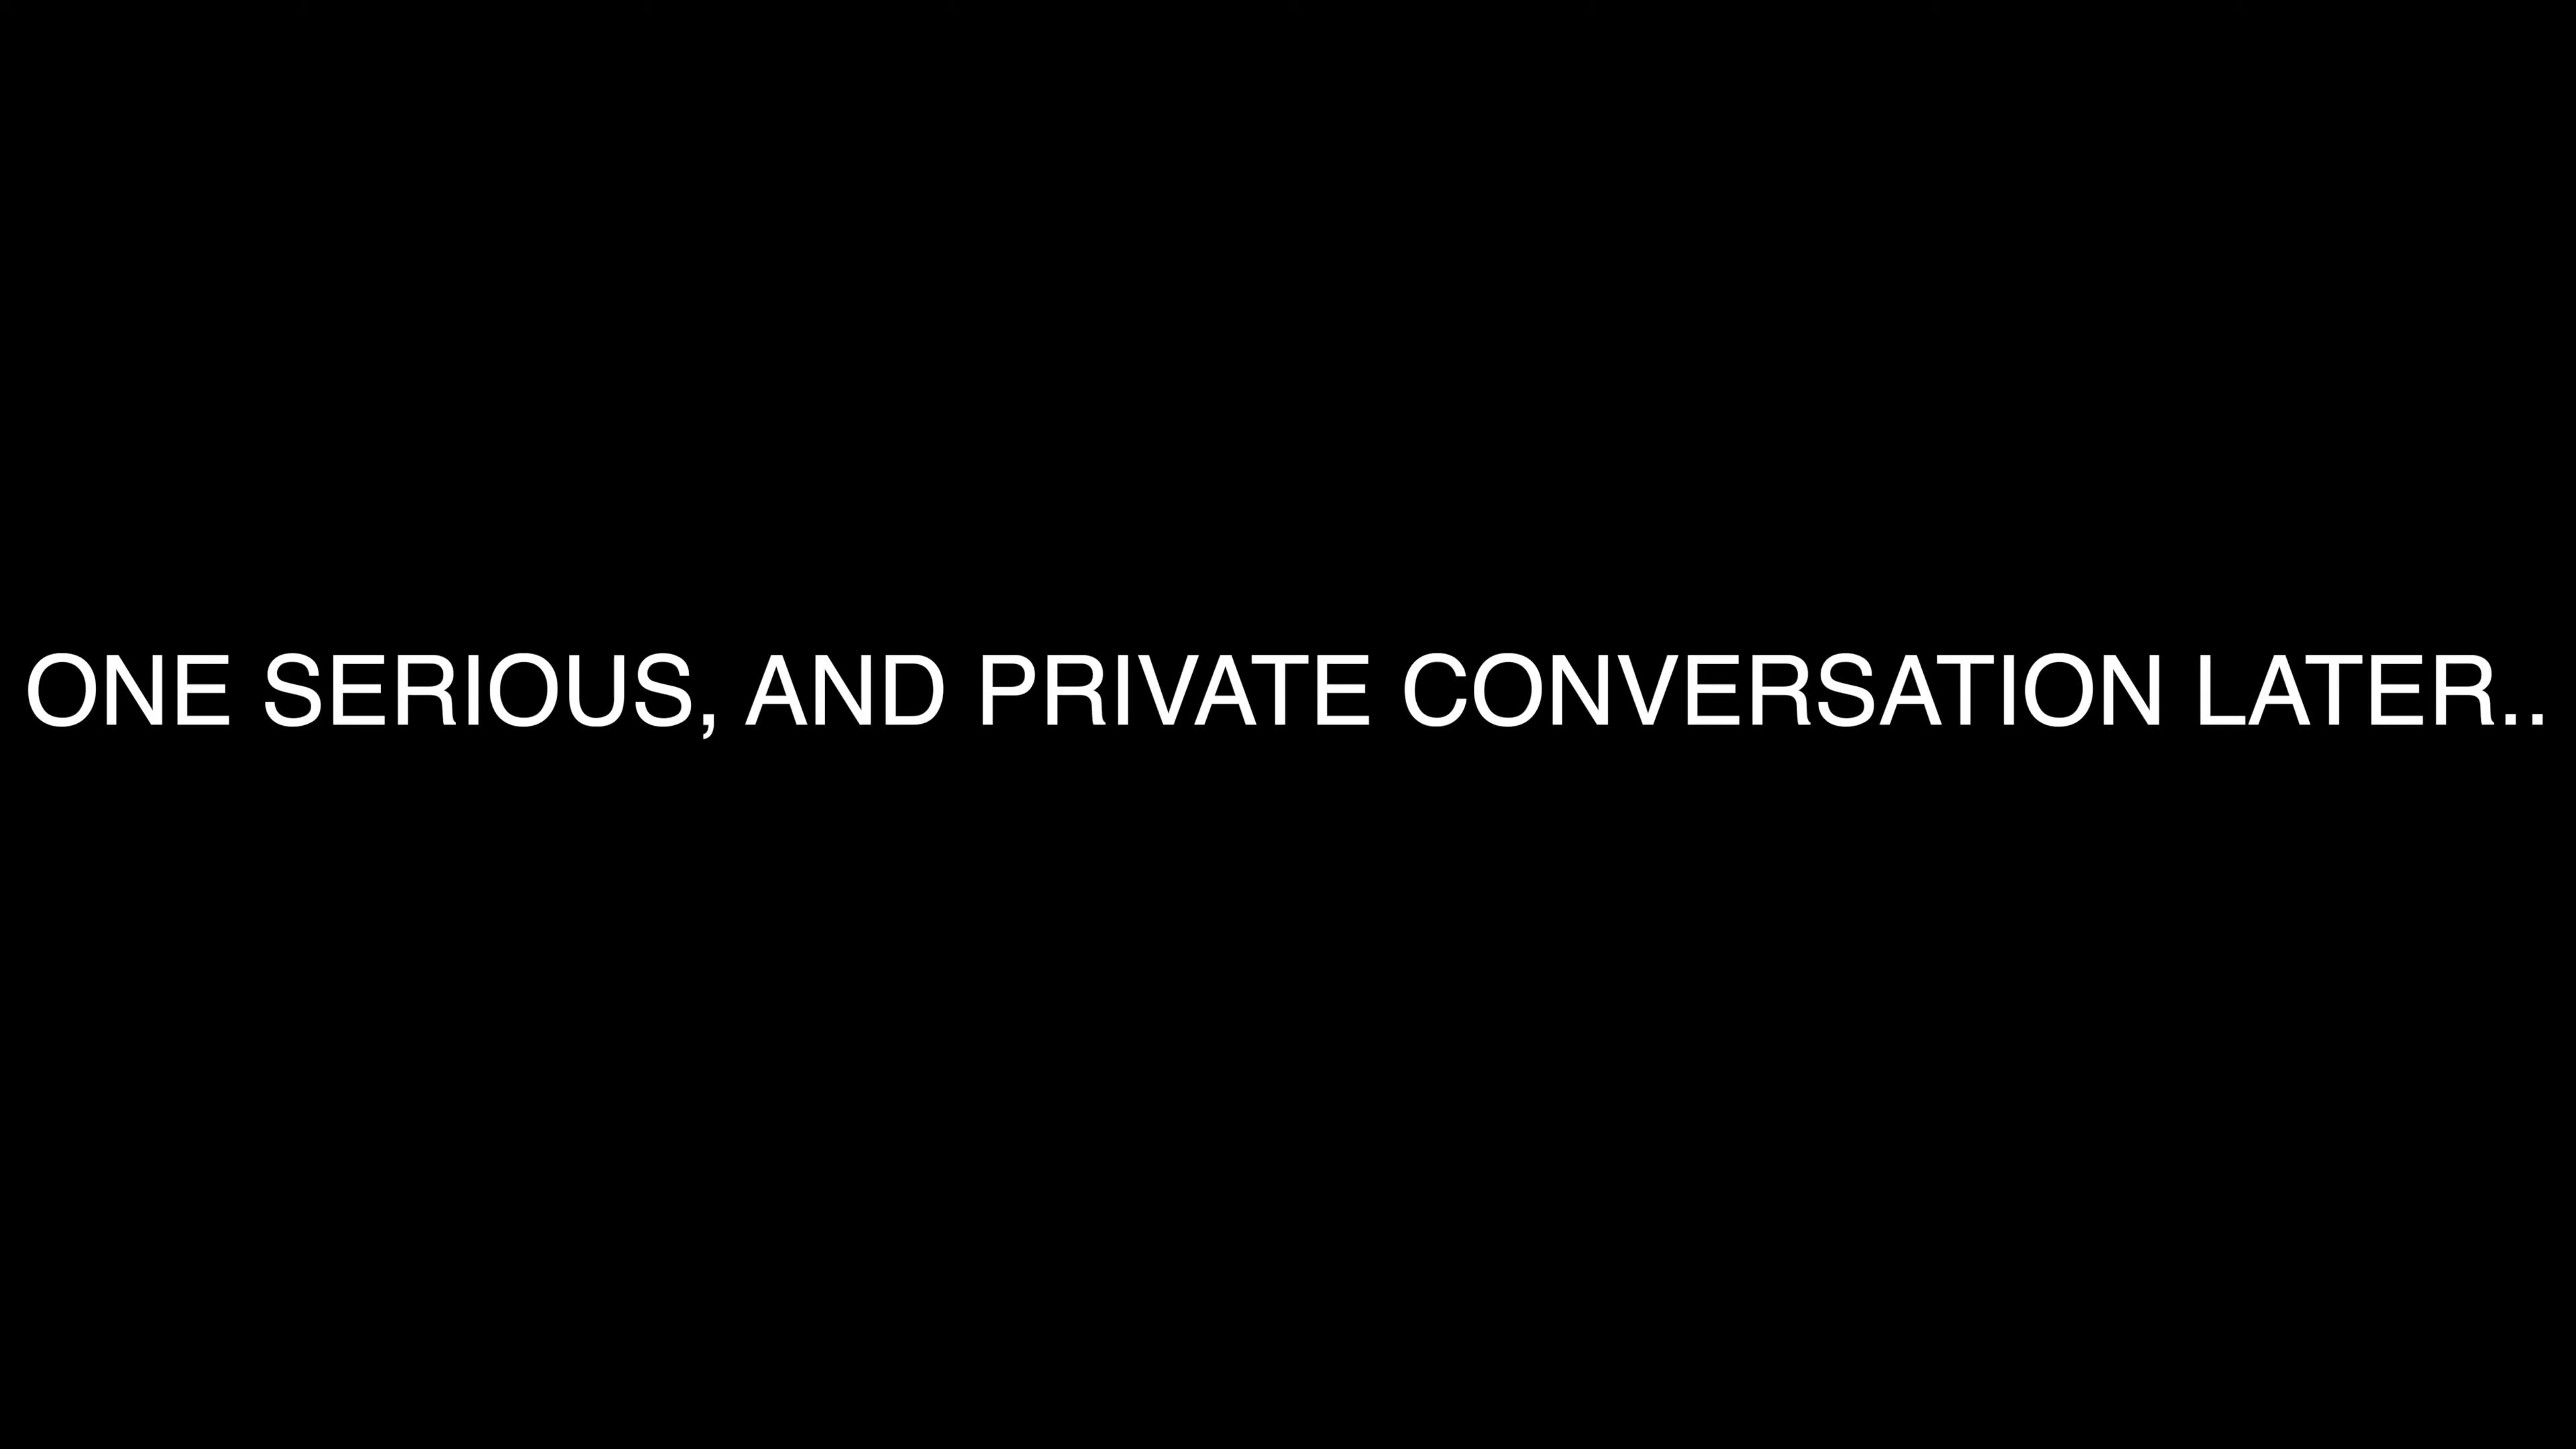 ONE SERIOUS, AND PRIVATE CONVERSATION LATER..